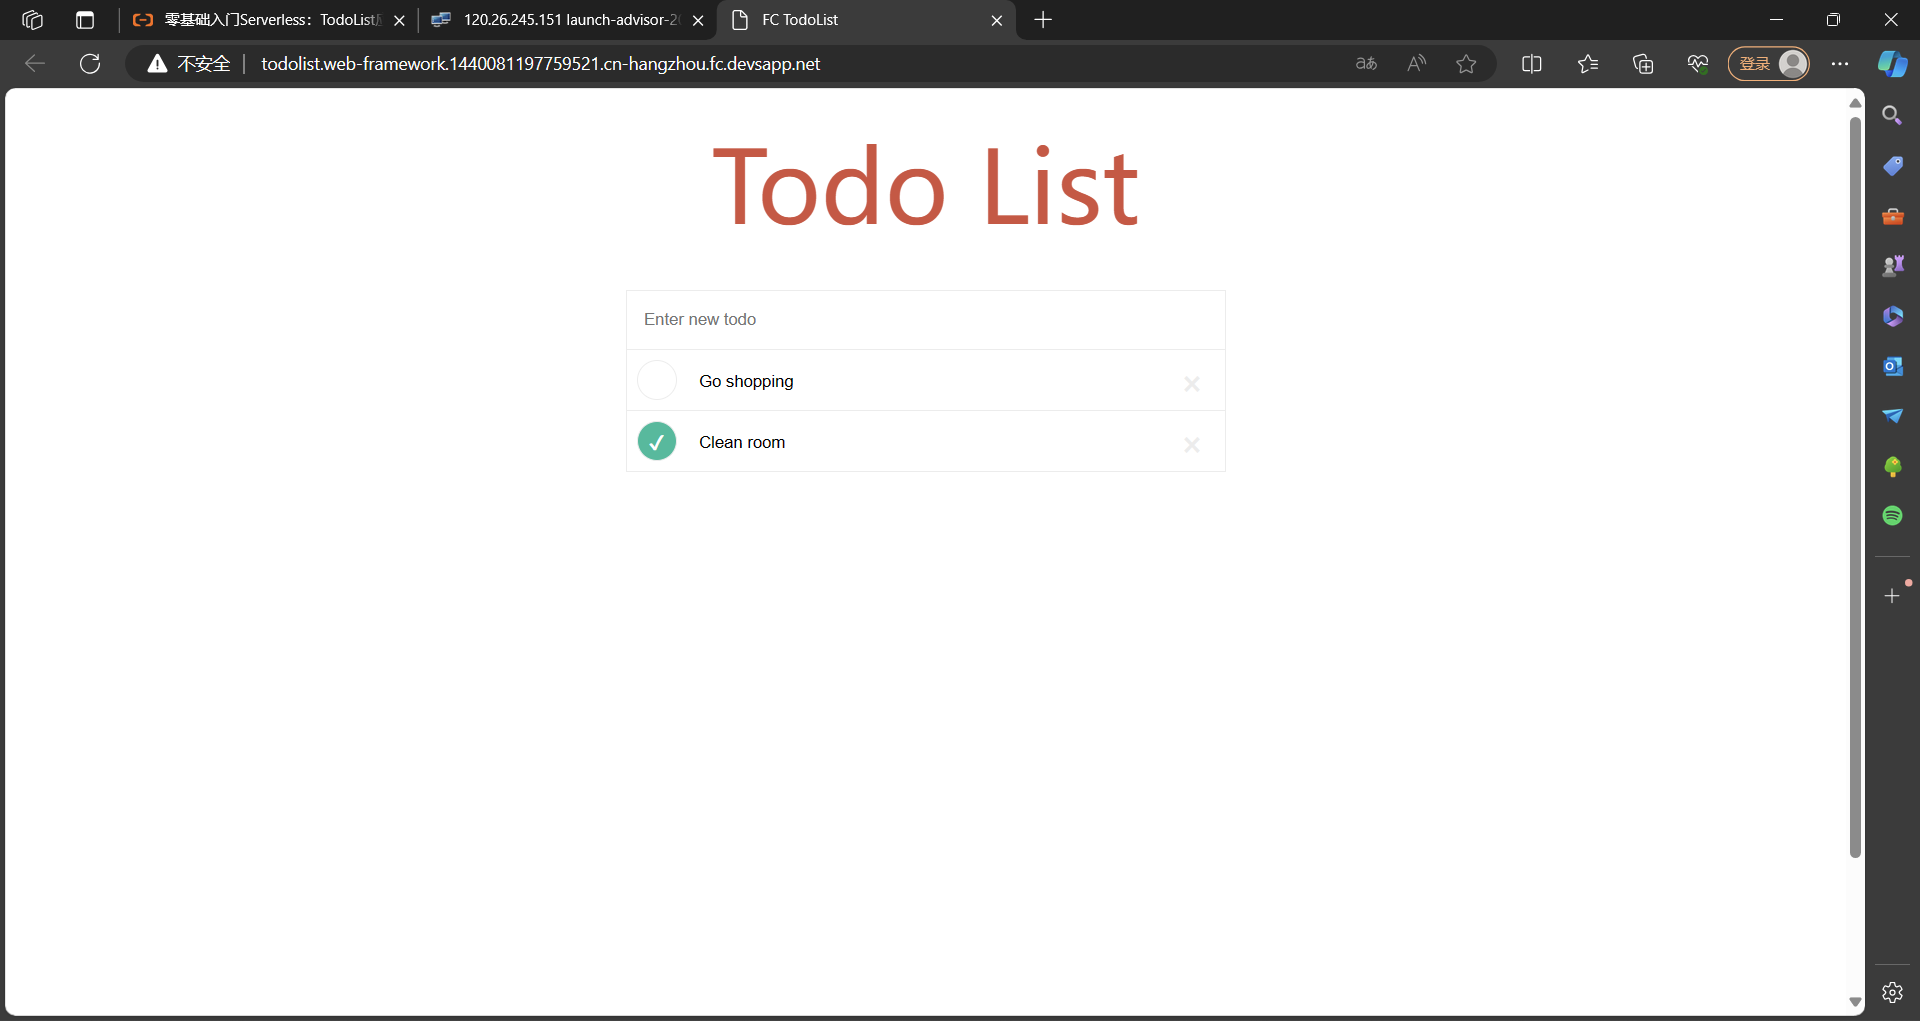 零基础入门Serverless：TodoList
120.26.245.151 launch-advisor-2
FC TodoList
不安全
todolist.web-framework.1440081197759521.cn-hangzhou.fc.devsapp.net
aあ
登录
Todo List
Enter new todo
Go shopping
Clean room